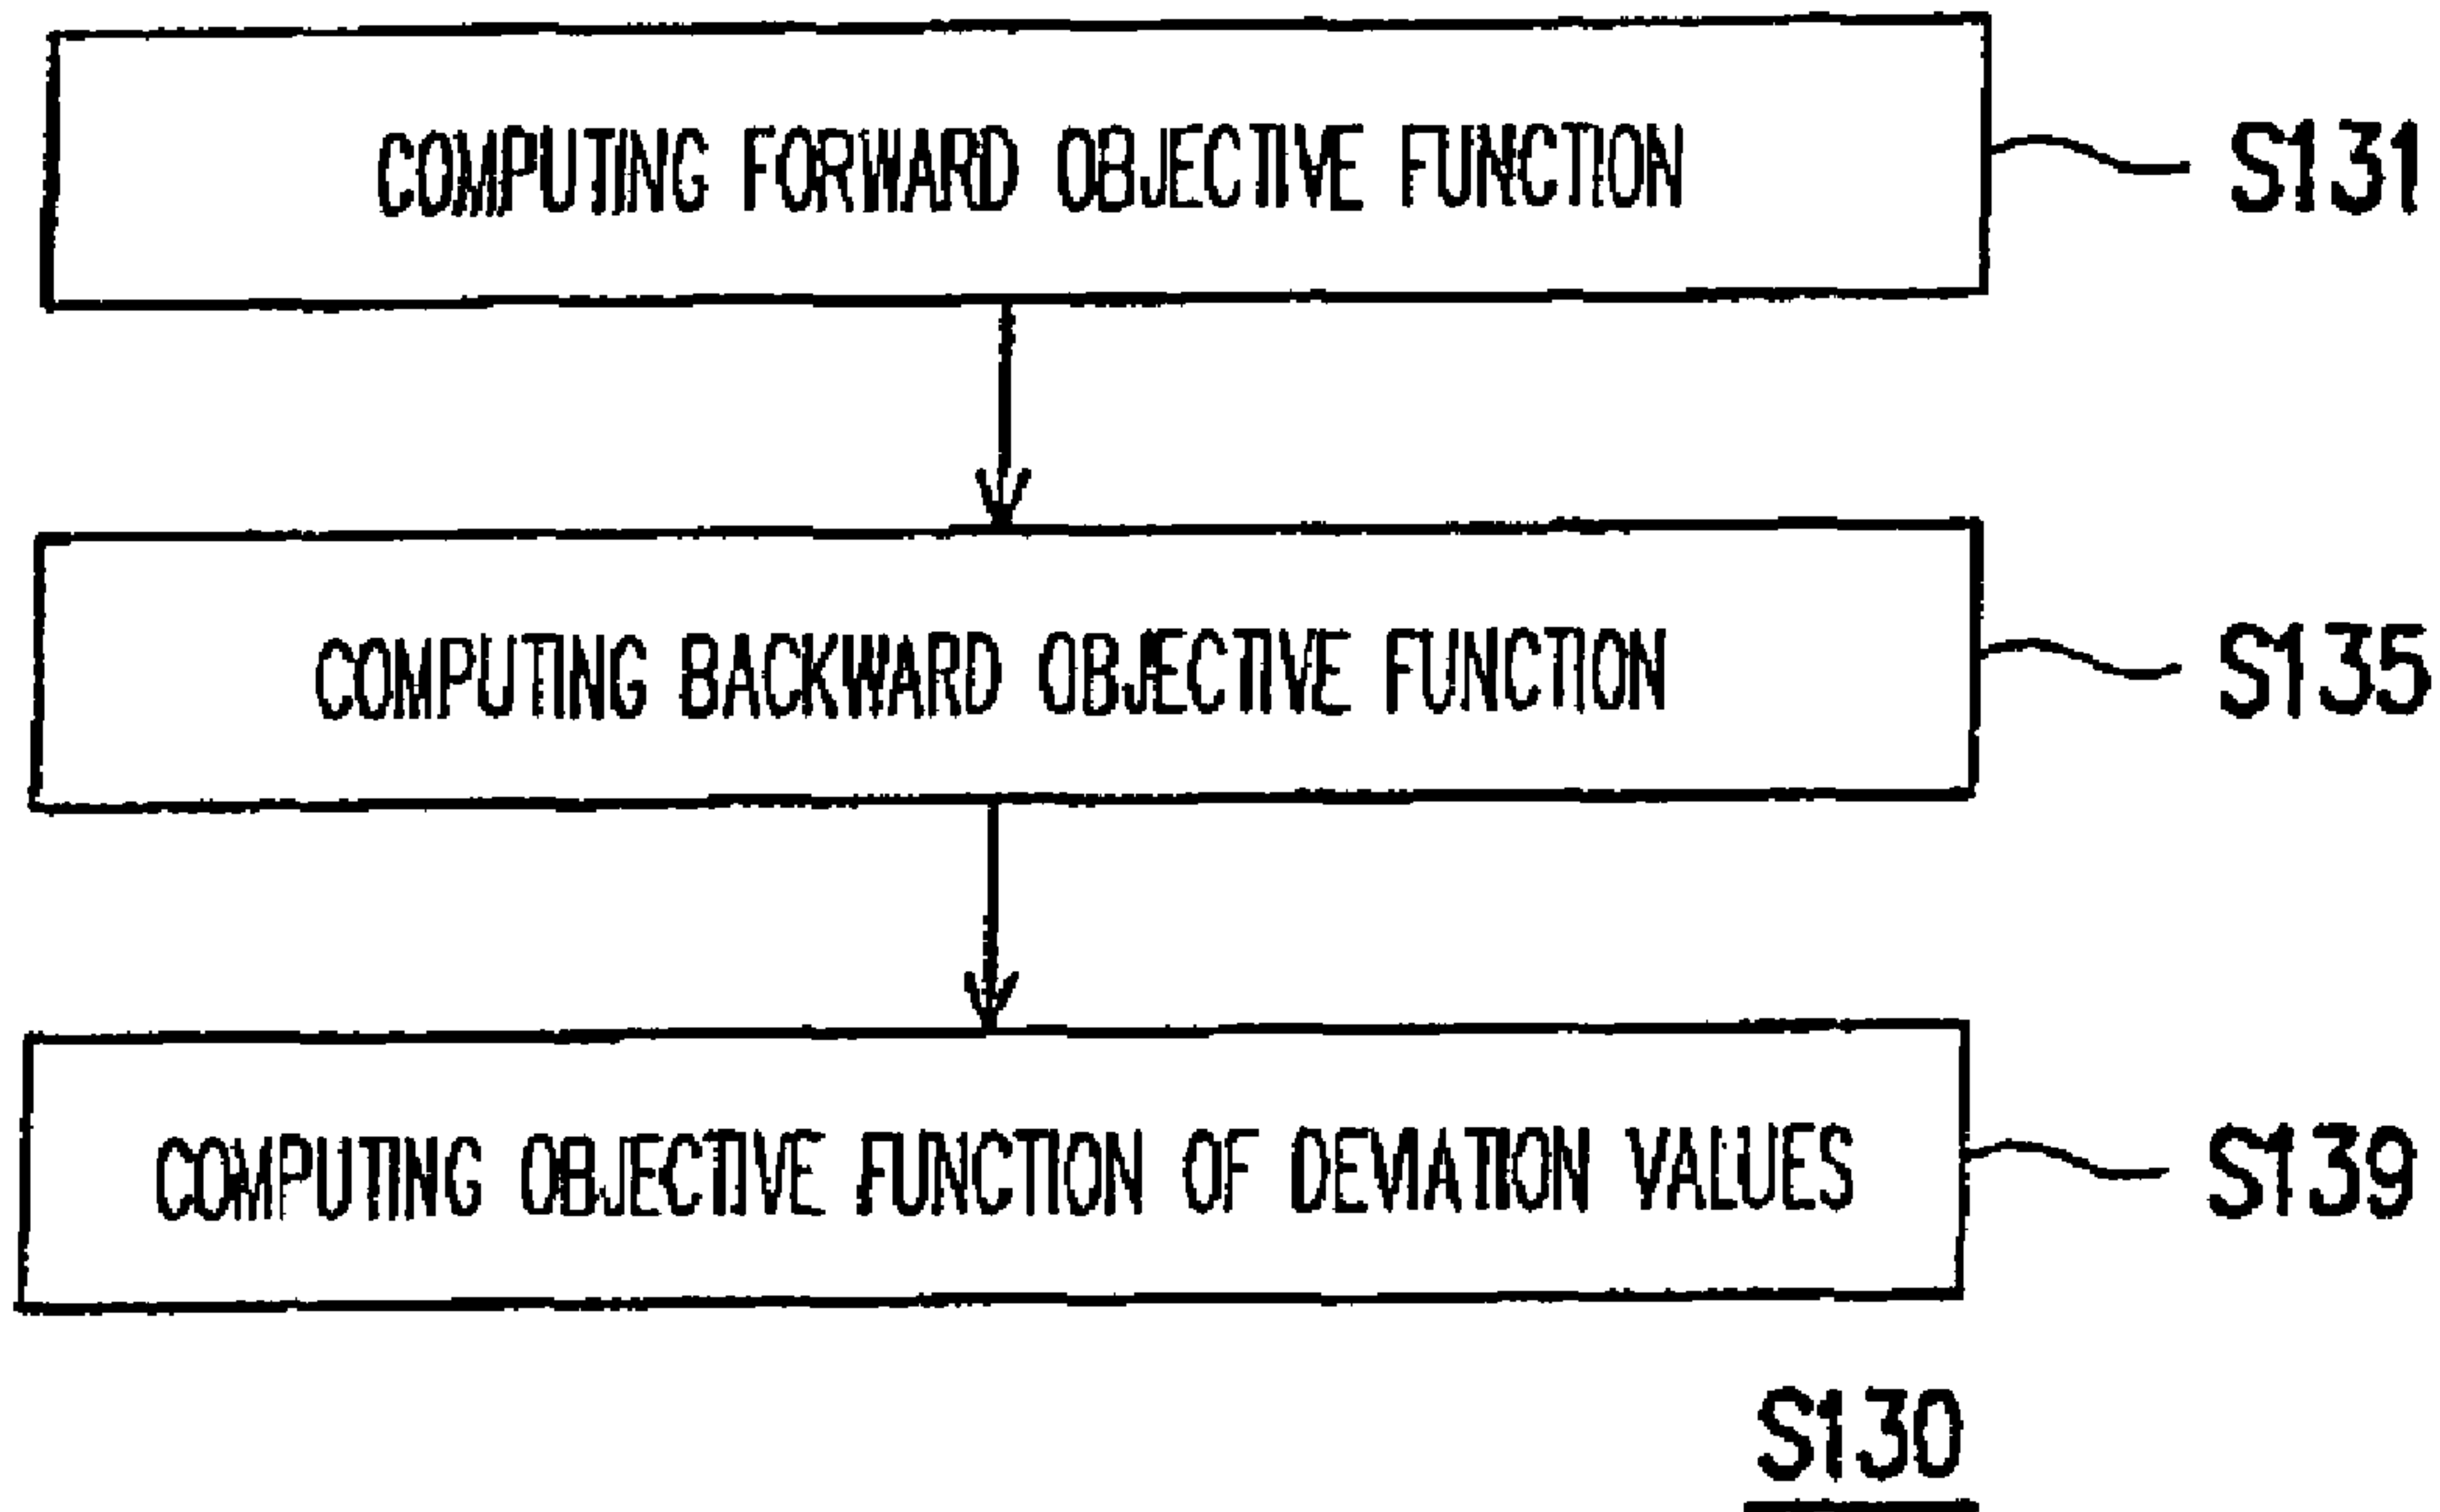 COMPUTING FORWARD OBJECTIVE FUNCTION
S131
COMPUTING BACKWARD OBJECTIVE FUNCTION
S135
COMPUTING OBJECTIVE FUNCTION OF DEVIATION VALUES
S139
S130